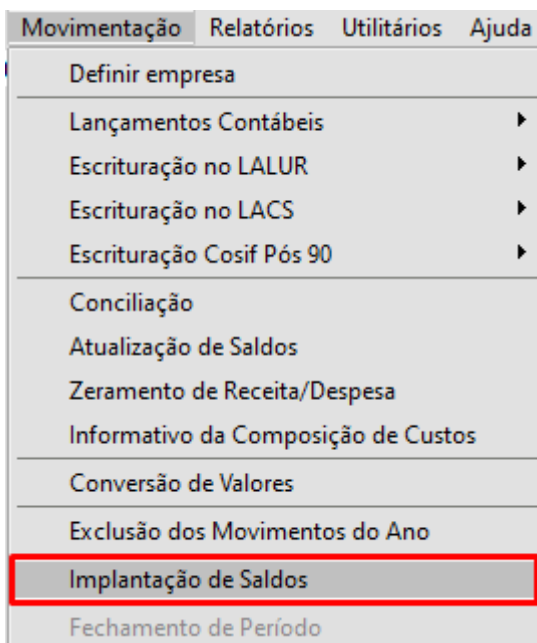 Movimentação Relatórios Utilitários Ajuda
Definir empresa
Lançamentos Contábeis
Escrituração no LALUR
Escrituração no LACS
Escrituração Cosif Pós 90
Conciliação
Atualização de Saldos
Zeramento de Receita/Despesa
Informativo da Composição de Custos
Conversão de Valores
Exclusão dos Movimentos do Ano
Implantação de Saldos
Fechamento de Período